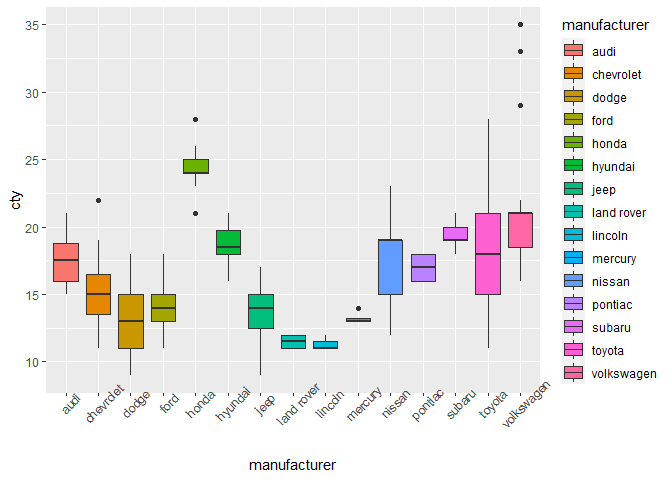 cty
35
30
25
20
15
10
audi
chevrolet
dodge
ford
honda
hyundai
jeep
land rover
lincoln
mercury
nissan
pontiac
subaru
toyota
volkswagen
manufacturer
manufacturer
audi
chevrolet
dodge
ford
honda
hyundai
jeep
land rover
lincoln
mercury
nissan
pontiac
subaru
toyota
volkswagen